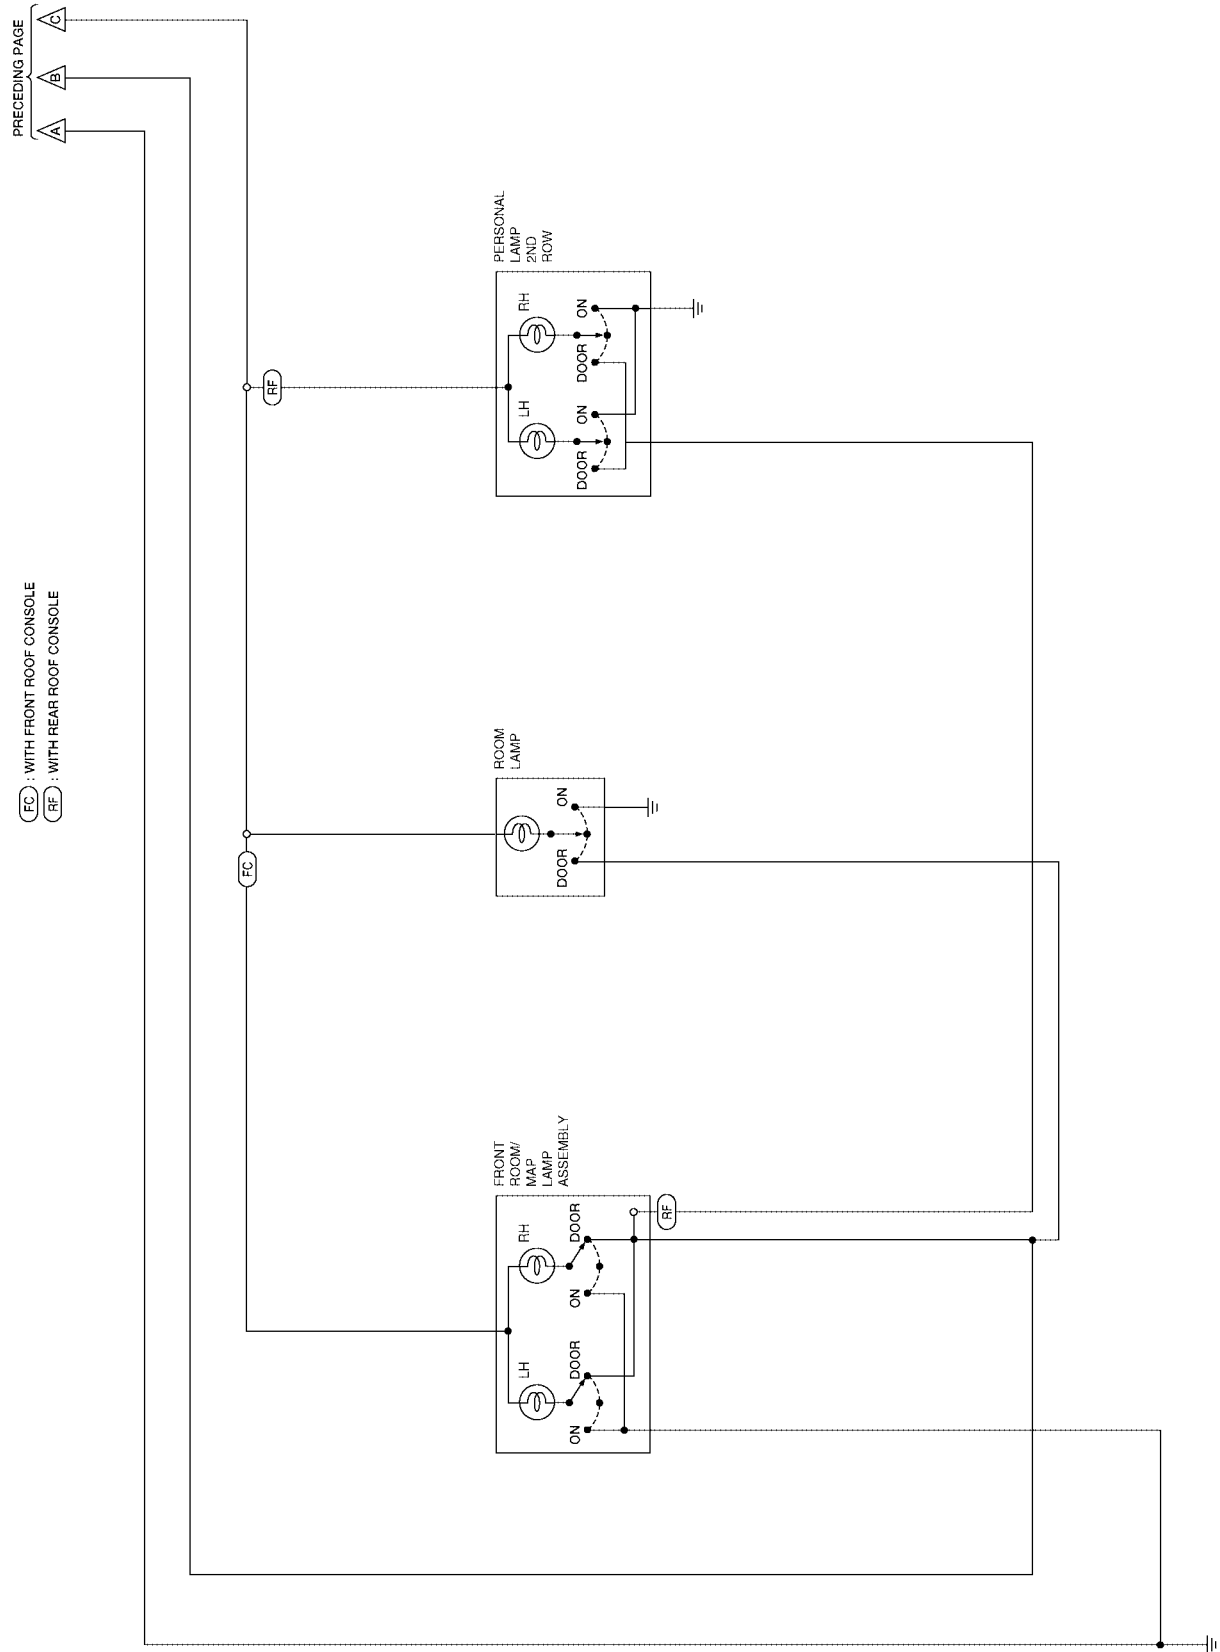 PRECEDING PAGE
A
B
C
FC : WITH FRONT ROOF CONSOLE
RF : WITH REAR ROOF CONSOLE
FC
RF
FRONT
ROOM/
MAP
LAMP
ASSEMBLY
LH
RH
ON
DOOR
ON
DOOR
RF
ROOM
LAMP
DOOR
ON
PERSONAL
LAMP
2ND
ROW
LH
RH
DOOR
ON
DOOR
ON